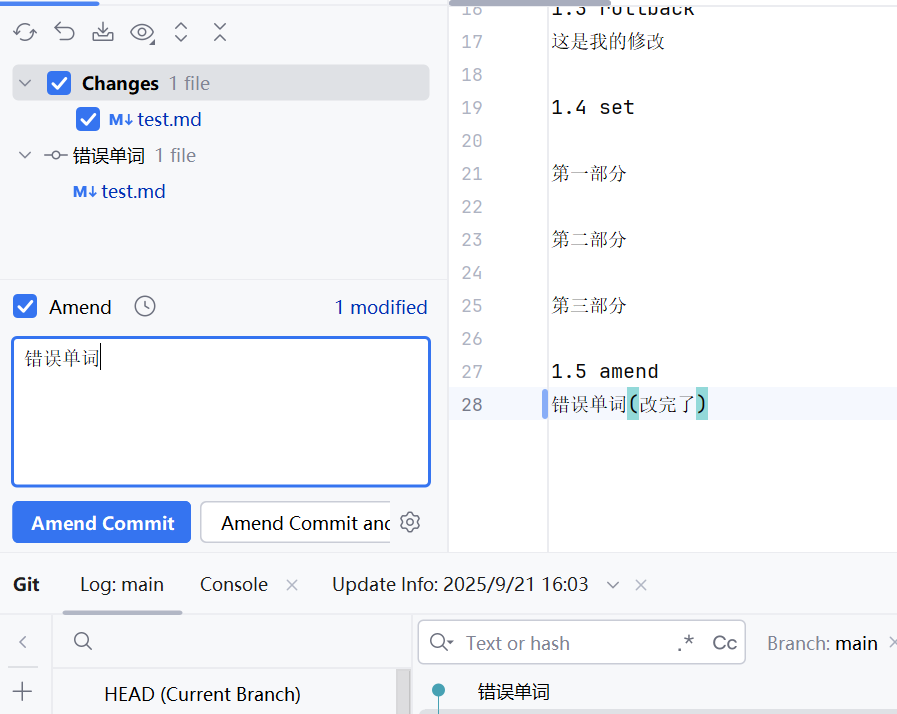 Changes 1 file
M↓ test.md
错误单词 1 file
M↓ test.md
Amend
1 modified
错误单词
Amend Commit
Amend Commit and
16 1.3 rollback
17 这是我的修改
18
19 1.4 set
20
21 第一部分
22
23 第二部分
24
25 第三部分
26
27 1.5 amend
28 错误单词(改完了)
Git
Log: main
Console
Update Info: 2025/9/21 16:03
Text or hash
.*
Cc
Branch: main
HEAD (Current Branch)
错误单词